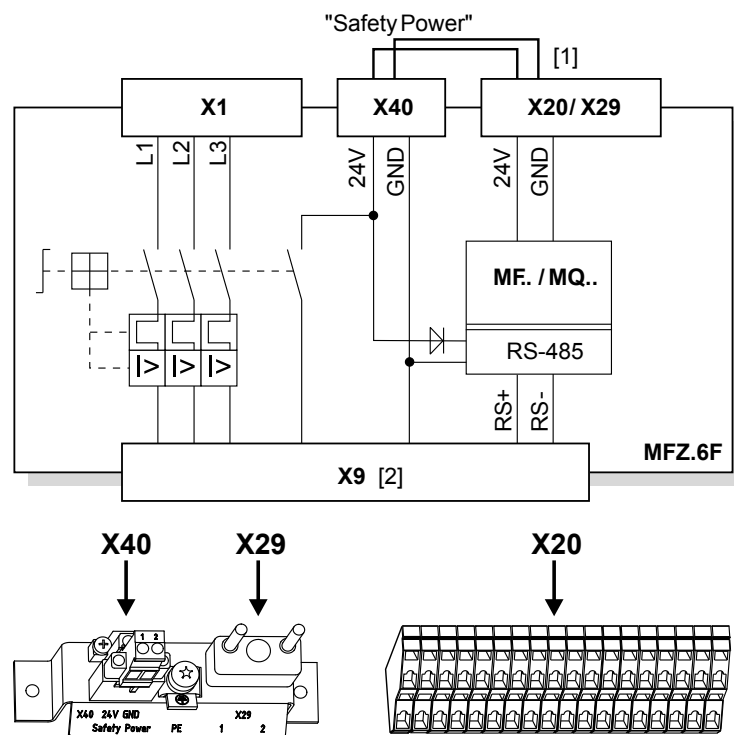 "Safety Power"
[1]
X1
X40
X20/ X29
L1
L2
L3
24V
GND
24V
GND
MF.. / MQ..
I> I> I>
RS-485
RS+
RS-
MFZ.6F
X9 [2]
X40
X29
X20
1 2
X40 24V GND
X29
Safety Power
PE
1
2